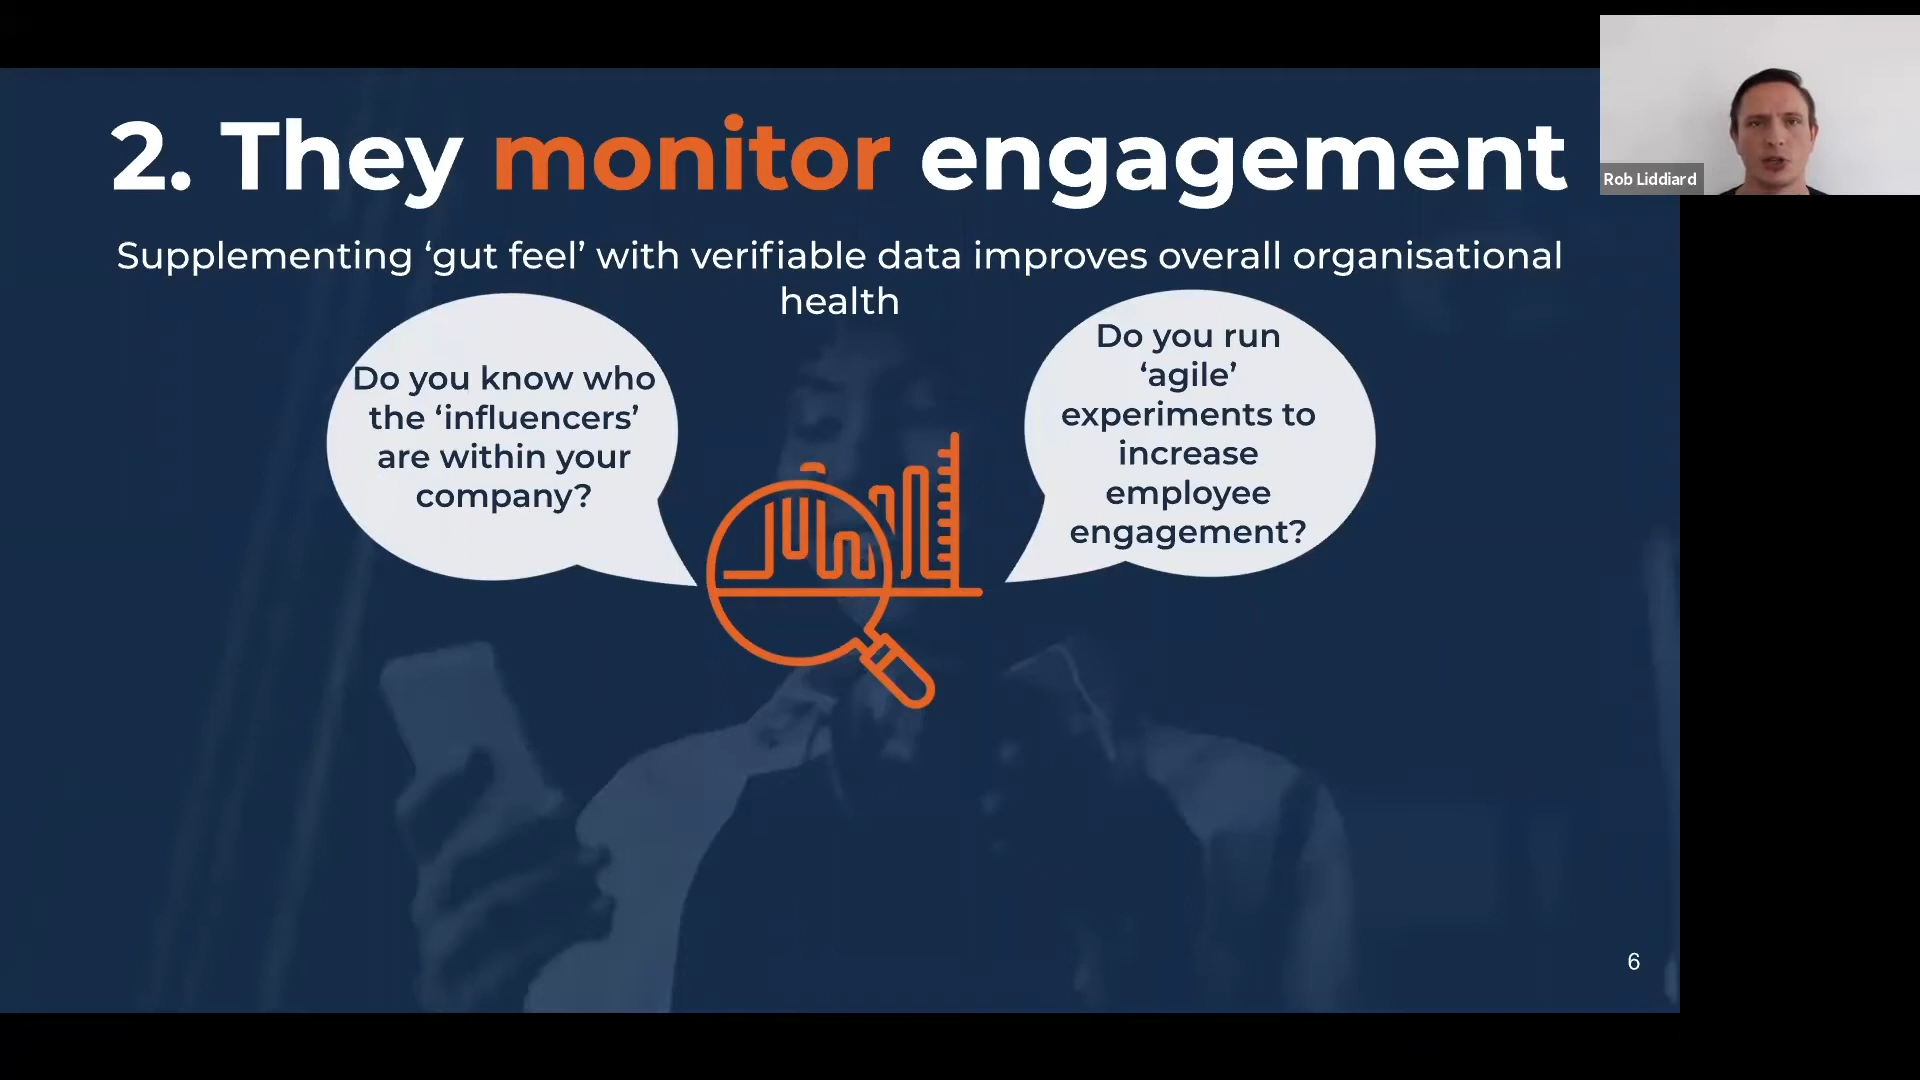 2. They monitor engagement
Supplementing ‘gut feel’ with verifiable data improves overall organisational
health
Do you know who
the ‘influencers’
are within your
company?
Do you run
‘agile’
experiments to
increase
employee
engagement?
Rob Liddiard
6